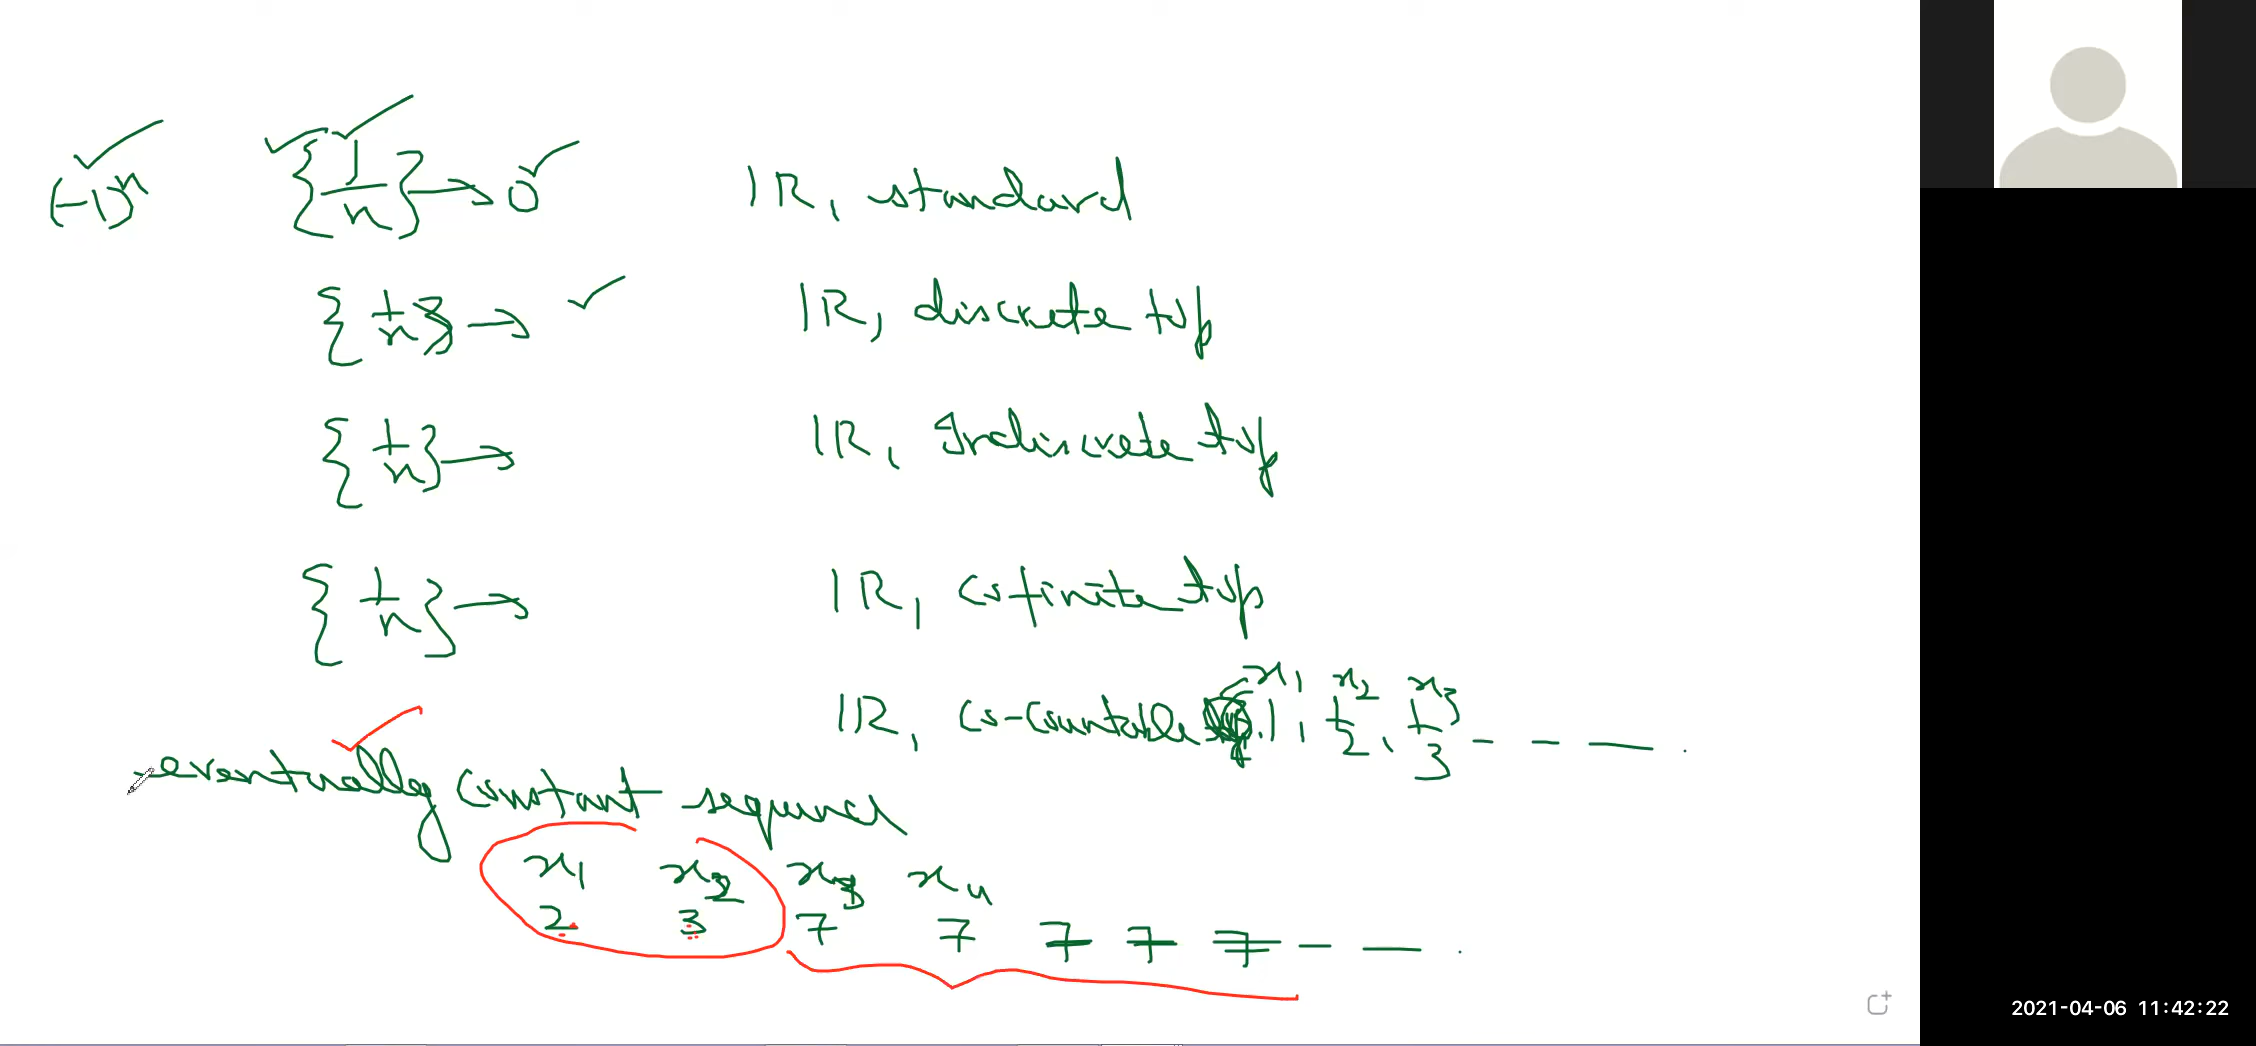 (-1)ⁿ {1/n} → 0 ℝ, standard
{1/n} → ℝ, discrete top
{1/n} → ℝ, Indiscrete top
{1/n} → ℝ, cofinite top
x₁ x₂ x₃
ℝ, co-countable 1, 1/2, 1/3 - - - .
eventually constant sequence
x₁ x₂ x₃ x₄
2 3 7 7 7 7 7 - - .
2021-04-06 11:42:22